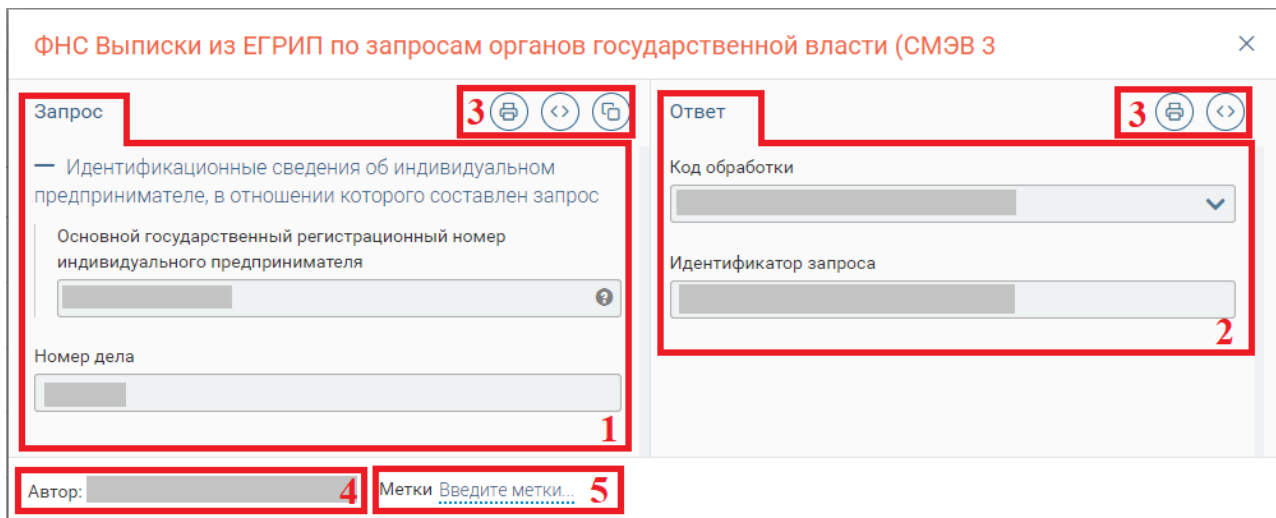 ФНС Выписки из ЕГРИП по запросам органов государственной власти (СМЭВ 3
Запрос
3
— Идентификационные сведения об индивидуальном
предпринимателе, в отношении которого составлен запрос
Основной государственный регистрационный номер
индивидуального предпринимателя
Номер дела
1
Ответ
3
Код обработки
Идентификатор запроса
2
Автор: 4
Метки Введите метки... 5